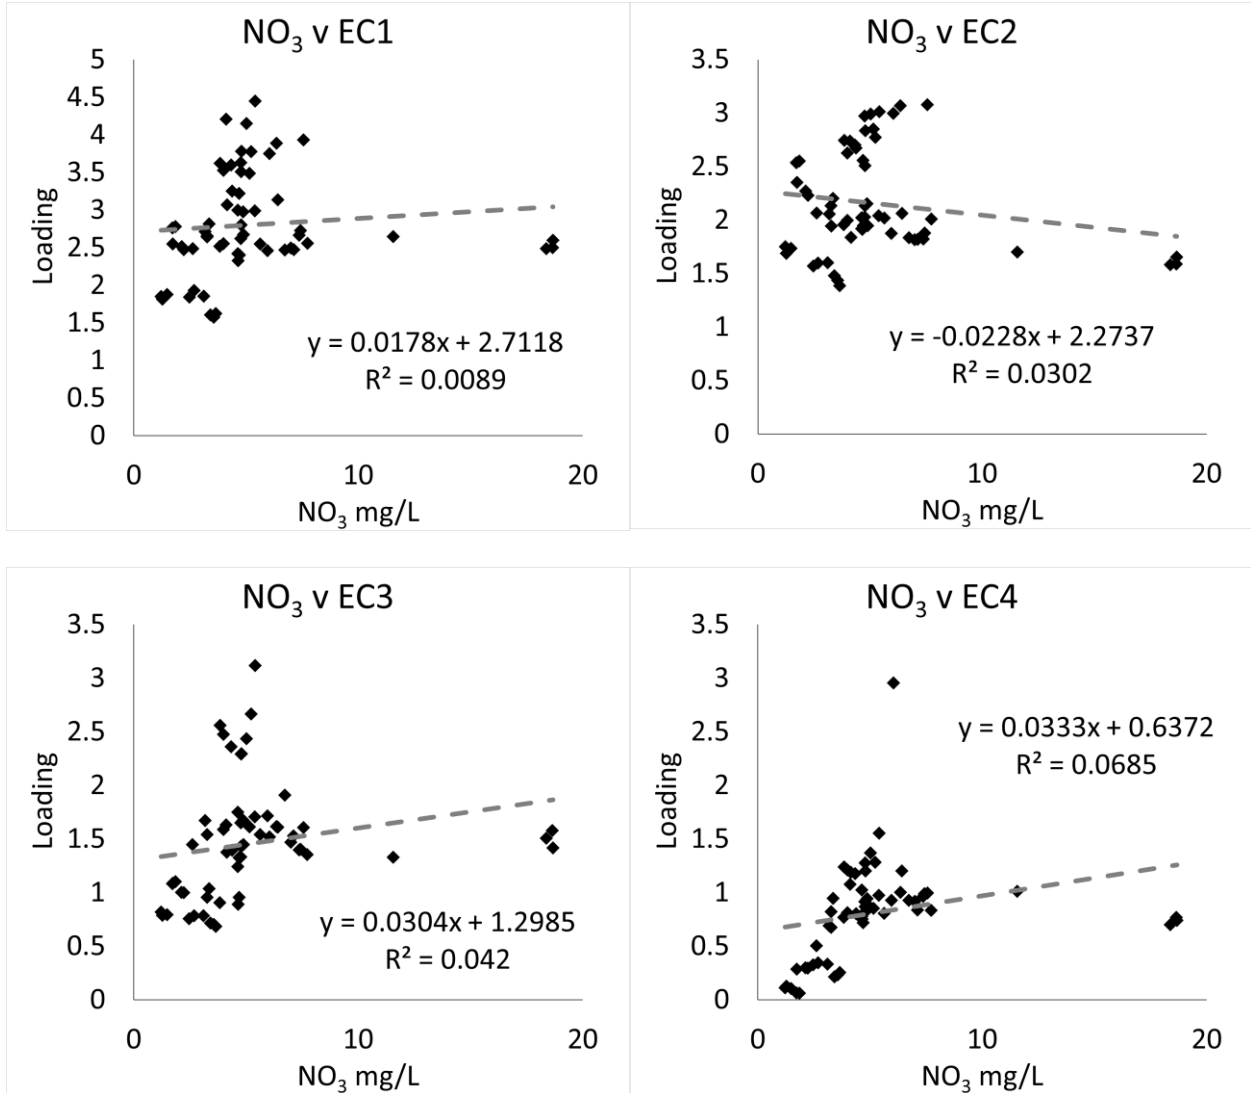 NO₃ v EC1
5
4.5
4
3.5
3
2.5
2
1.5
1
0.5
0
Loading
y = 0.0178x + 2.7118
R² = 0.0089
0 10 20
NO₃ mg/L
NO₃ v EC2
3.5
3
2.5
2
1.5
1
0.5
0
Loading
y = -0.0228x + 2.2737
R² = 0.0302
0 10 20
NO₃ mg/L
NO₃ v EC3
3.5
3
2.5
2
1.5
1
0.5
0
Loading
y = 0.0304x + 1.2985
R² = 0.042
0 10 20
NO₃ mg/L
NO₃ v EC4
3.5
3
2.5
2
1.5
1
0.5
0
Loading
y = 0.0333x + 0.6372
R² = 0.0685
0 10 20
NO₃ mg/L